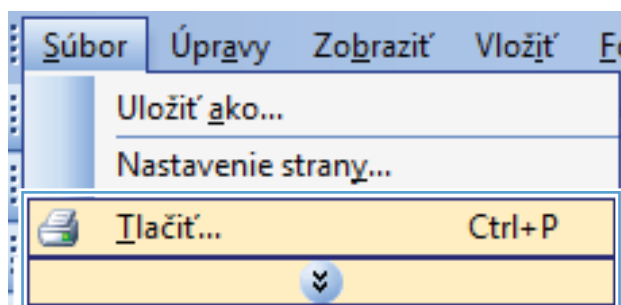 Súbor Úpravy Zobraziť Vložiť
Uložiť ako...
Nastavenie strany...
Tlačiť... Ctrl+P